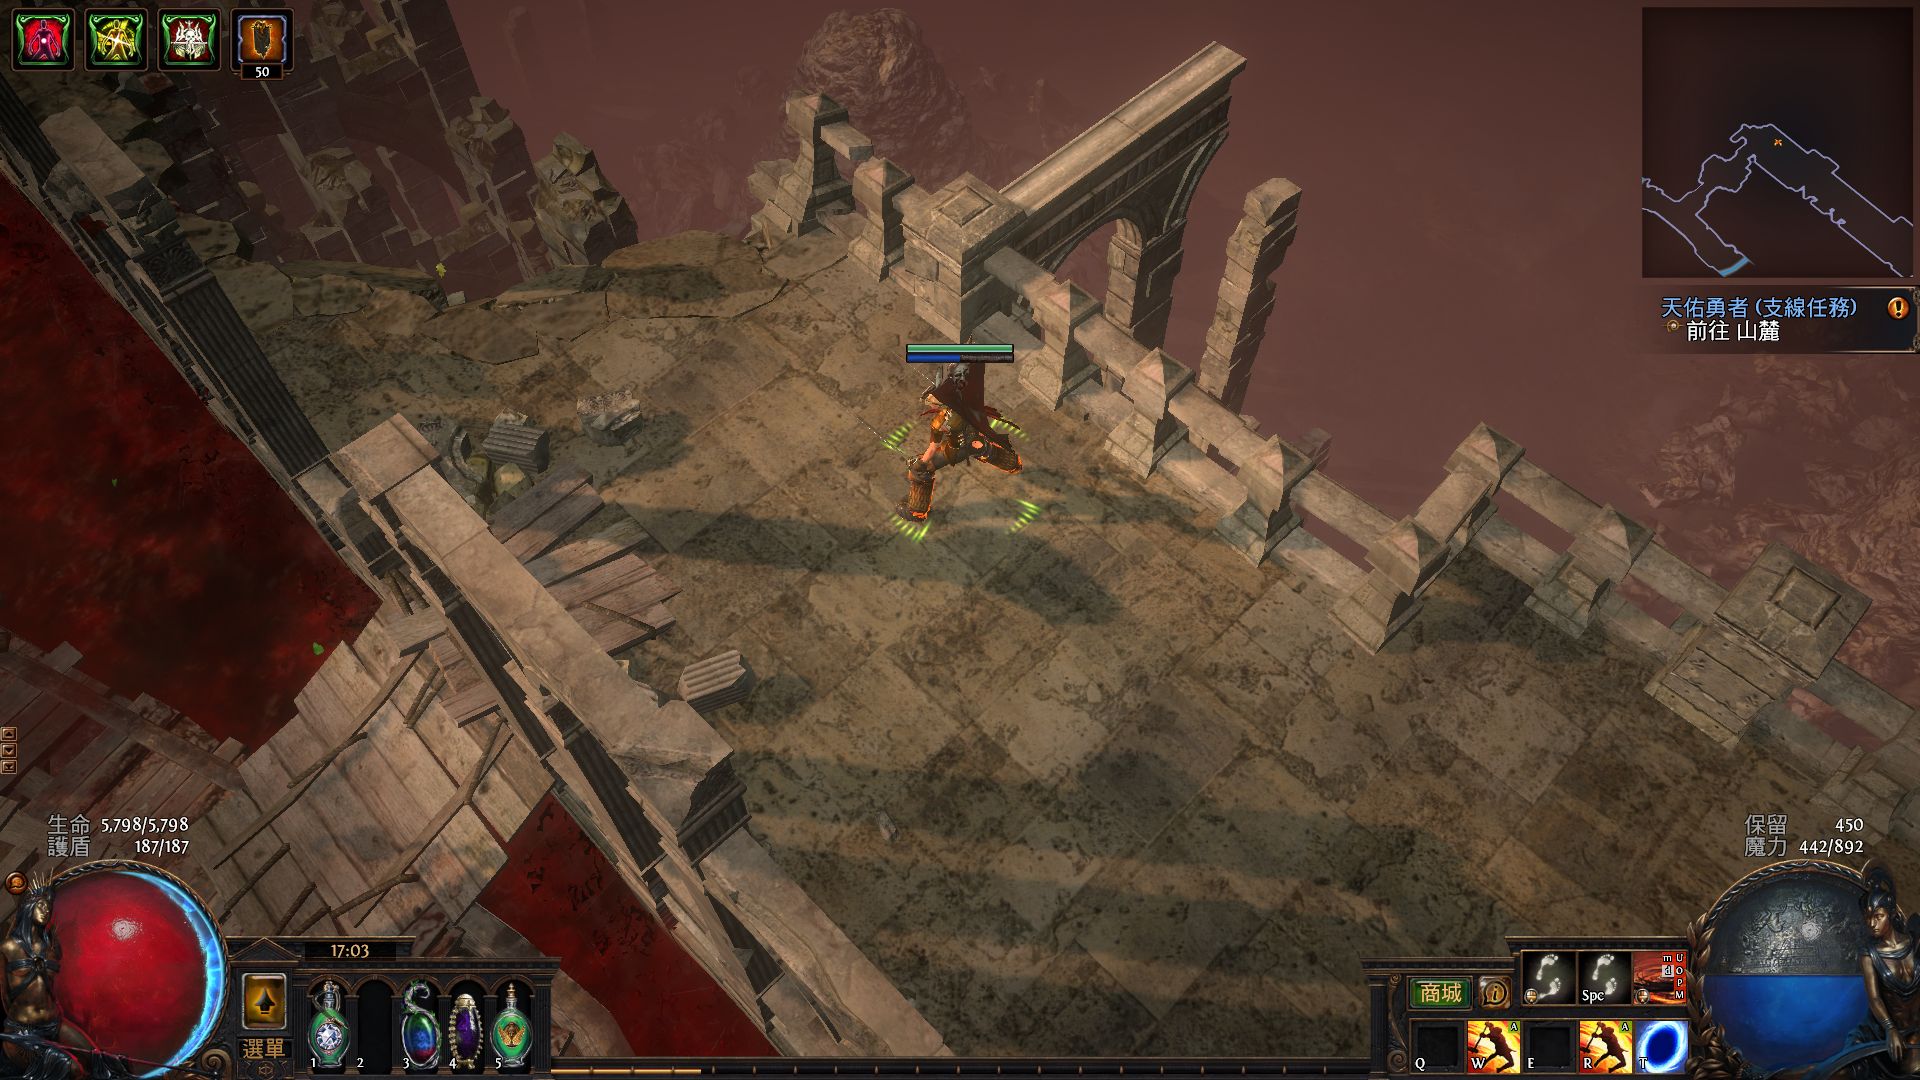 50
天佑勇者 (支線任務)
前往 山麓
生命 5,798/5,798
護盾 187/187
保留 450
魔力 442/892
17:03
選單
1 2 3 4 5
商城
Spc
m U
d O
P
M
Q W A E R A T